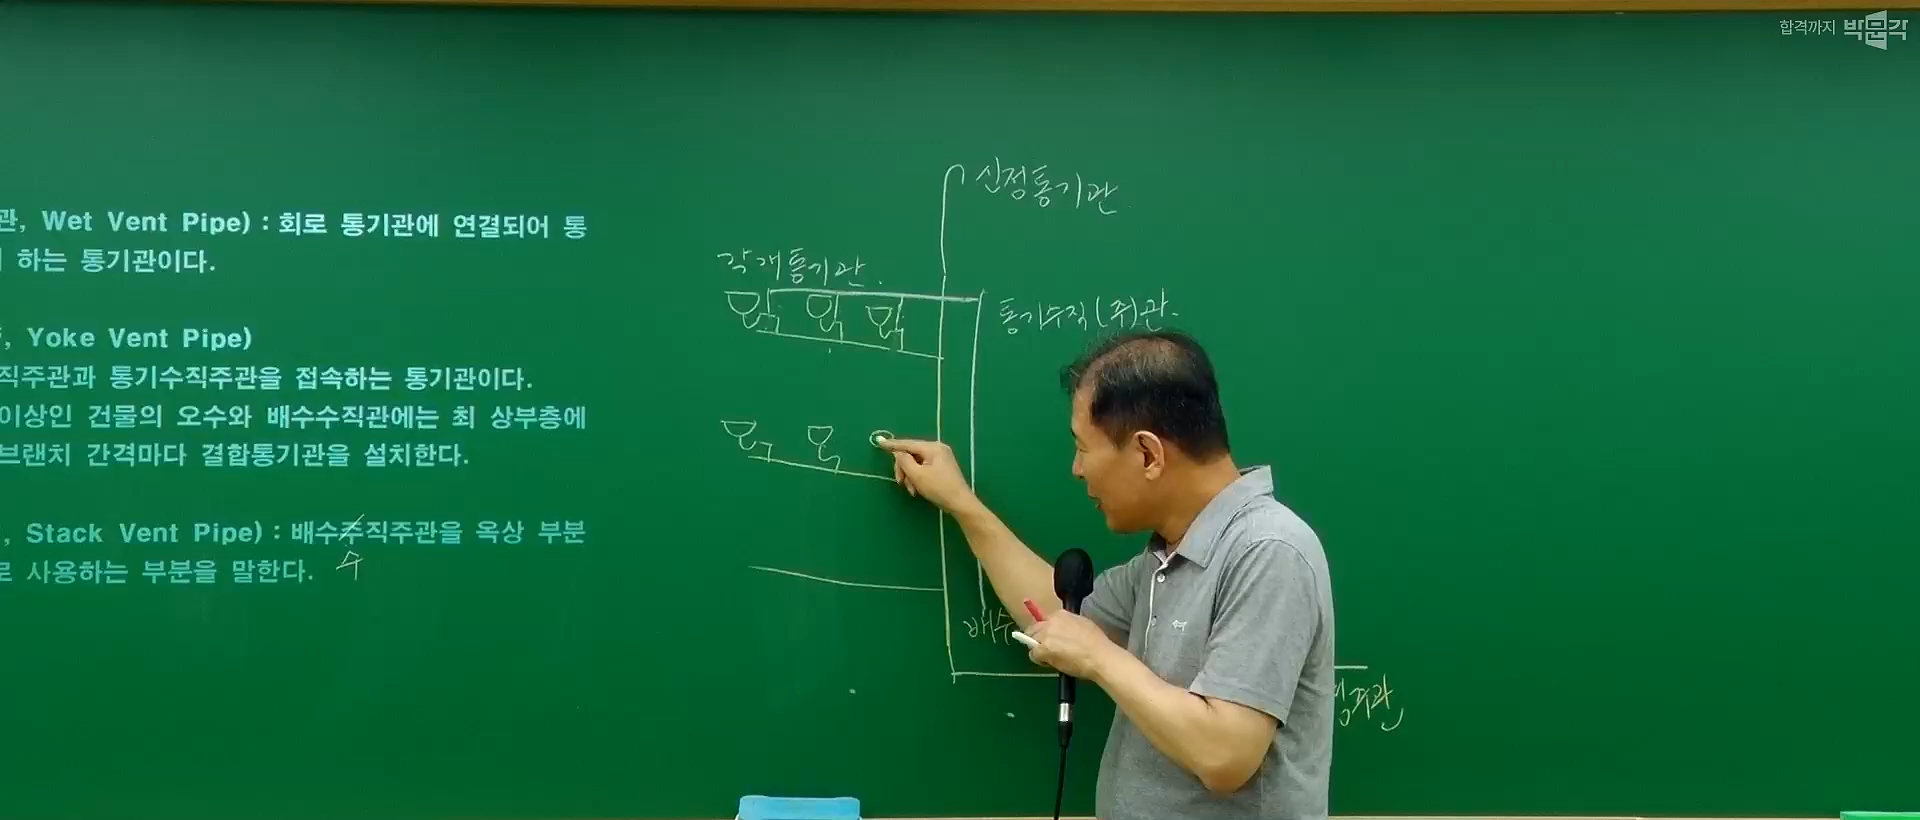 합격까지 박문각
관, Wet Vent Pipe) : 회로 통기관에 연결되어 통
하는 통기관이다.
, Yoke Vent Pipe)
직주관과 통기수직주관을 접속하는 통기관이다.
이상인 건물의 오수와 배수수직관에는 최 상부층에
브랜치 간격마다 결합통기관을 설치한다.
, Stack Vent Pipe) : 배수주직주관을 옥상 부분
수
로 사용하는 부분을 말한다.
신정통기관
각개통기관.
통기수직(주)관.
배수
주관